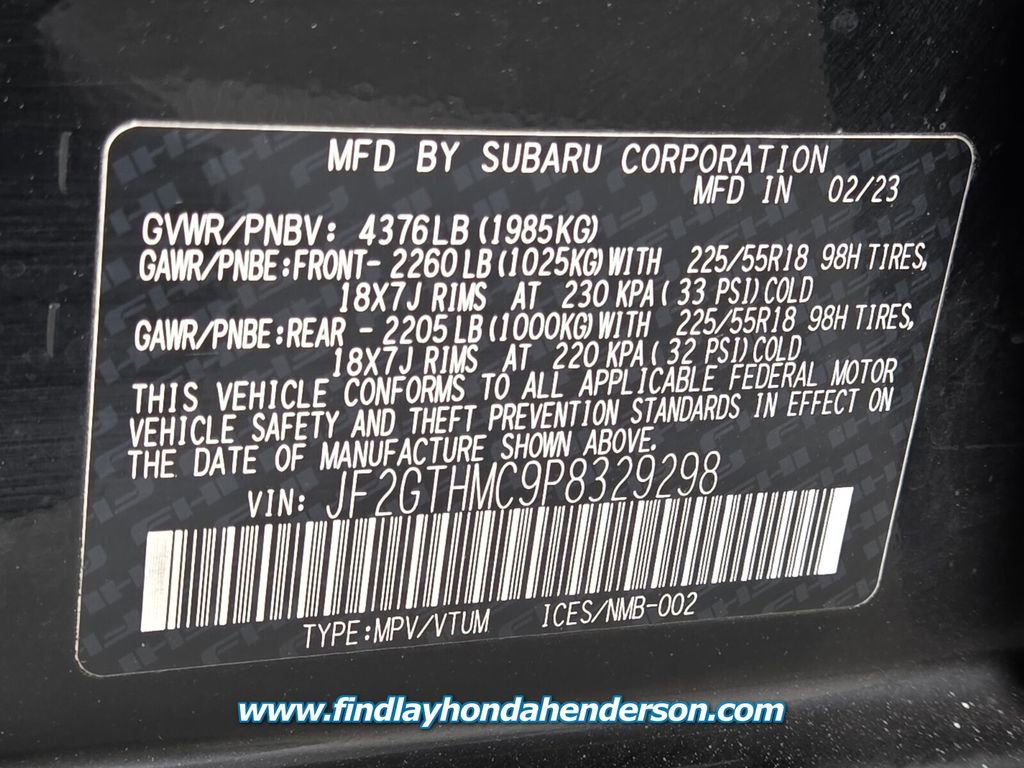 MFD BY SUBARU CORPORATION
MFD IN 02/23
GVWR/PNBV: 4376LB (1985KG)
GAWR/PNBE:FRONT- 2260 LB (1025KG) WITH 225/55R18 98H TIRES,
18X7J RIMS AT 230 KPA ( 33 PSI) COLD
GAWR/PNBE:REAR - 2205 LB (1000KG) WITH 225/55R18 98H TIRES,
18X7J RIMS AT 220 KPA ( 32 PSI) COLD
THIS VEHICLE CONFORMS TO ALL APPLICABLE FEDERAL MOTOR
VEHICLE SAFETY AND THEFT PREVENTION STANDARDS IN EFFECT ON
THE DATE OF MANUFACTURE SHOWN ABOVE.
VIN: JF2GTHMC9P8329298
TYPE:MPV/VTUM ICES/NMB-002
www.findlayhondahenderson.com